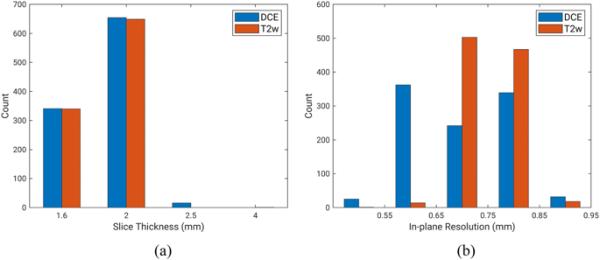 700
600
500
400
300
200
100
0
Count
DCE
T2w
1.6 2 2.5 4
Slice Thickness (mm)
(a)
600
500
400
300
200
100
0
Count
DCE
T2w
0.55 0.65 0.75 0.85 0.95
In-plane Resolution (mm)
(b)